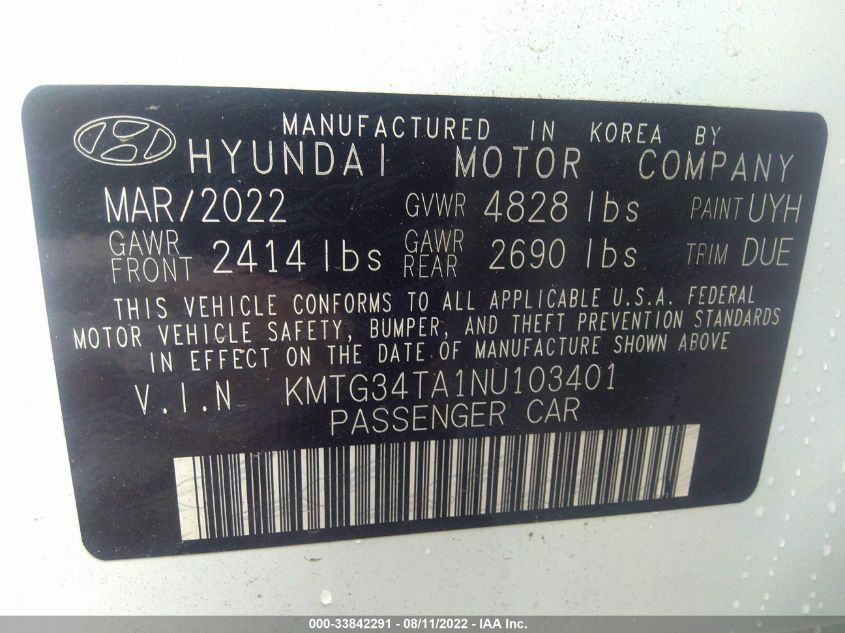 MANUFACTURED IN KOREA BY
HYUNDAI MOTOR COMPANY
MAR/2022 GVWR 4828 lbs PAINT UYH
GAWR FRONT 2414 lbs GAWR REAR 2690 lbs TRIM DUE
THIS VEHICLE CONFORMS TO ALL APPLICABLE U.S.A. FEDERAL
MOTOR VEHICLE SAFETY, BUMPER, AND THEFT PREVENTION STANDARDS
IN EFFECT ON THE DATE OF MANUFACTURE SHOWN ABOVE
V.I.N KMTG34TA1NU103401
PASSENGER CAR
000-33842291 - 08/11/2022 - IAA Inc.